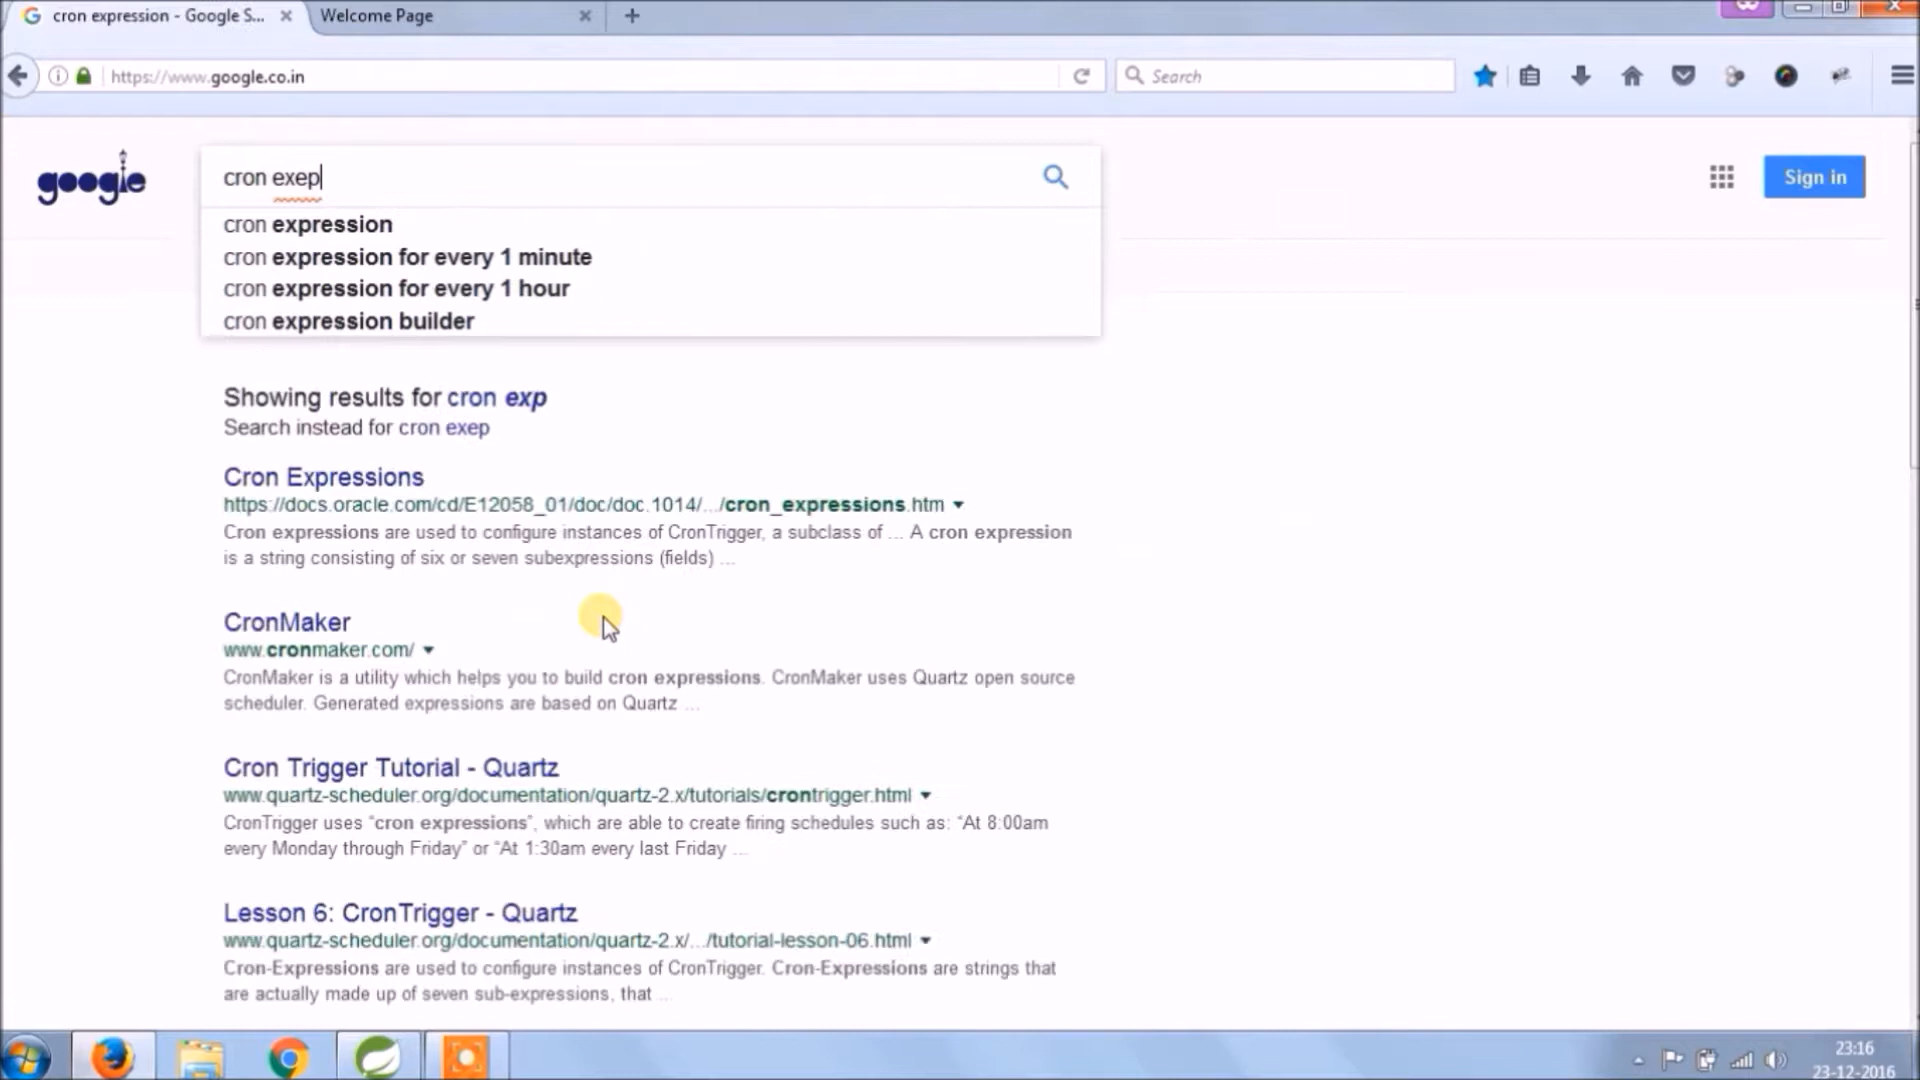 cron expression - Google S...
Welcome Page
https://www.google.co.in
Search
google
cron exep
Sign in
cron expression
cron expression for every 1 minute
cron expression for every 1 hour
cron expression builder
Showing results for cron exp
Search instead for cron exep
Cron Expressions
https://docs.oracle.com/cd/E12058_01/doc/doc.1014/.../cron_expressions.htm
Cron expressions are used to configure instances of CronTrigger, a subclass of ... A cron expression
is a string consisting of six or seven subexpressions (fields) ...
CronMaker
www.cronmaker.com/
CronMaker is a utility which helps you to build cron expressions. CronMaker uses Quartz open source
scheduler. Generated expressions are based on Quartz ...
Cron Trigger Tutorial - Quartz
www.quartz-scheduler.org/documentation/quartz-2.x/tutorials/crontrigger.html
CronTrigger uses “cron expressions”, which are able to create firing schedules such as: “At 8:00am
every Monday through Friday” or “At 1:30am every last Friday ...
Lesson 6: CronTrigger - Quartz
www.quartz-scheduler.org/documentation/quartz-2.x/.../tutorial-lesson-06.html
Cron-Expressions are used to configure instances of CronTrigger. Cron-Expressions are strings that
are actually made up of seven sub-expressions, that ...
23:16
23-12-2016